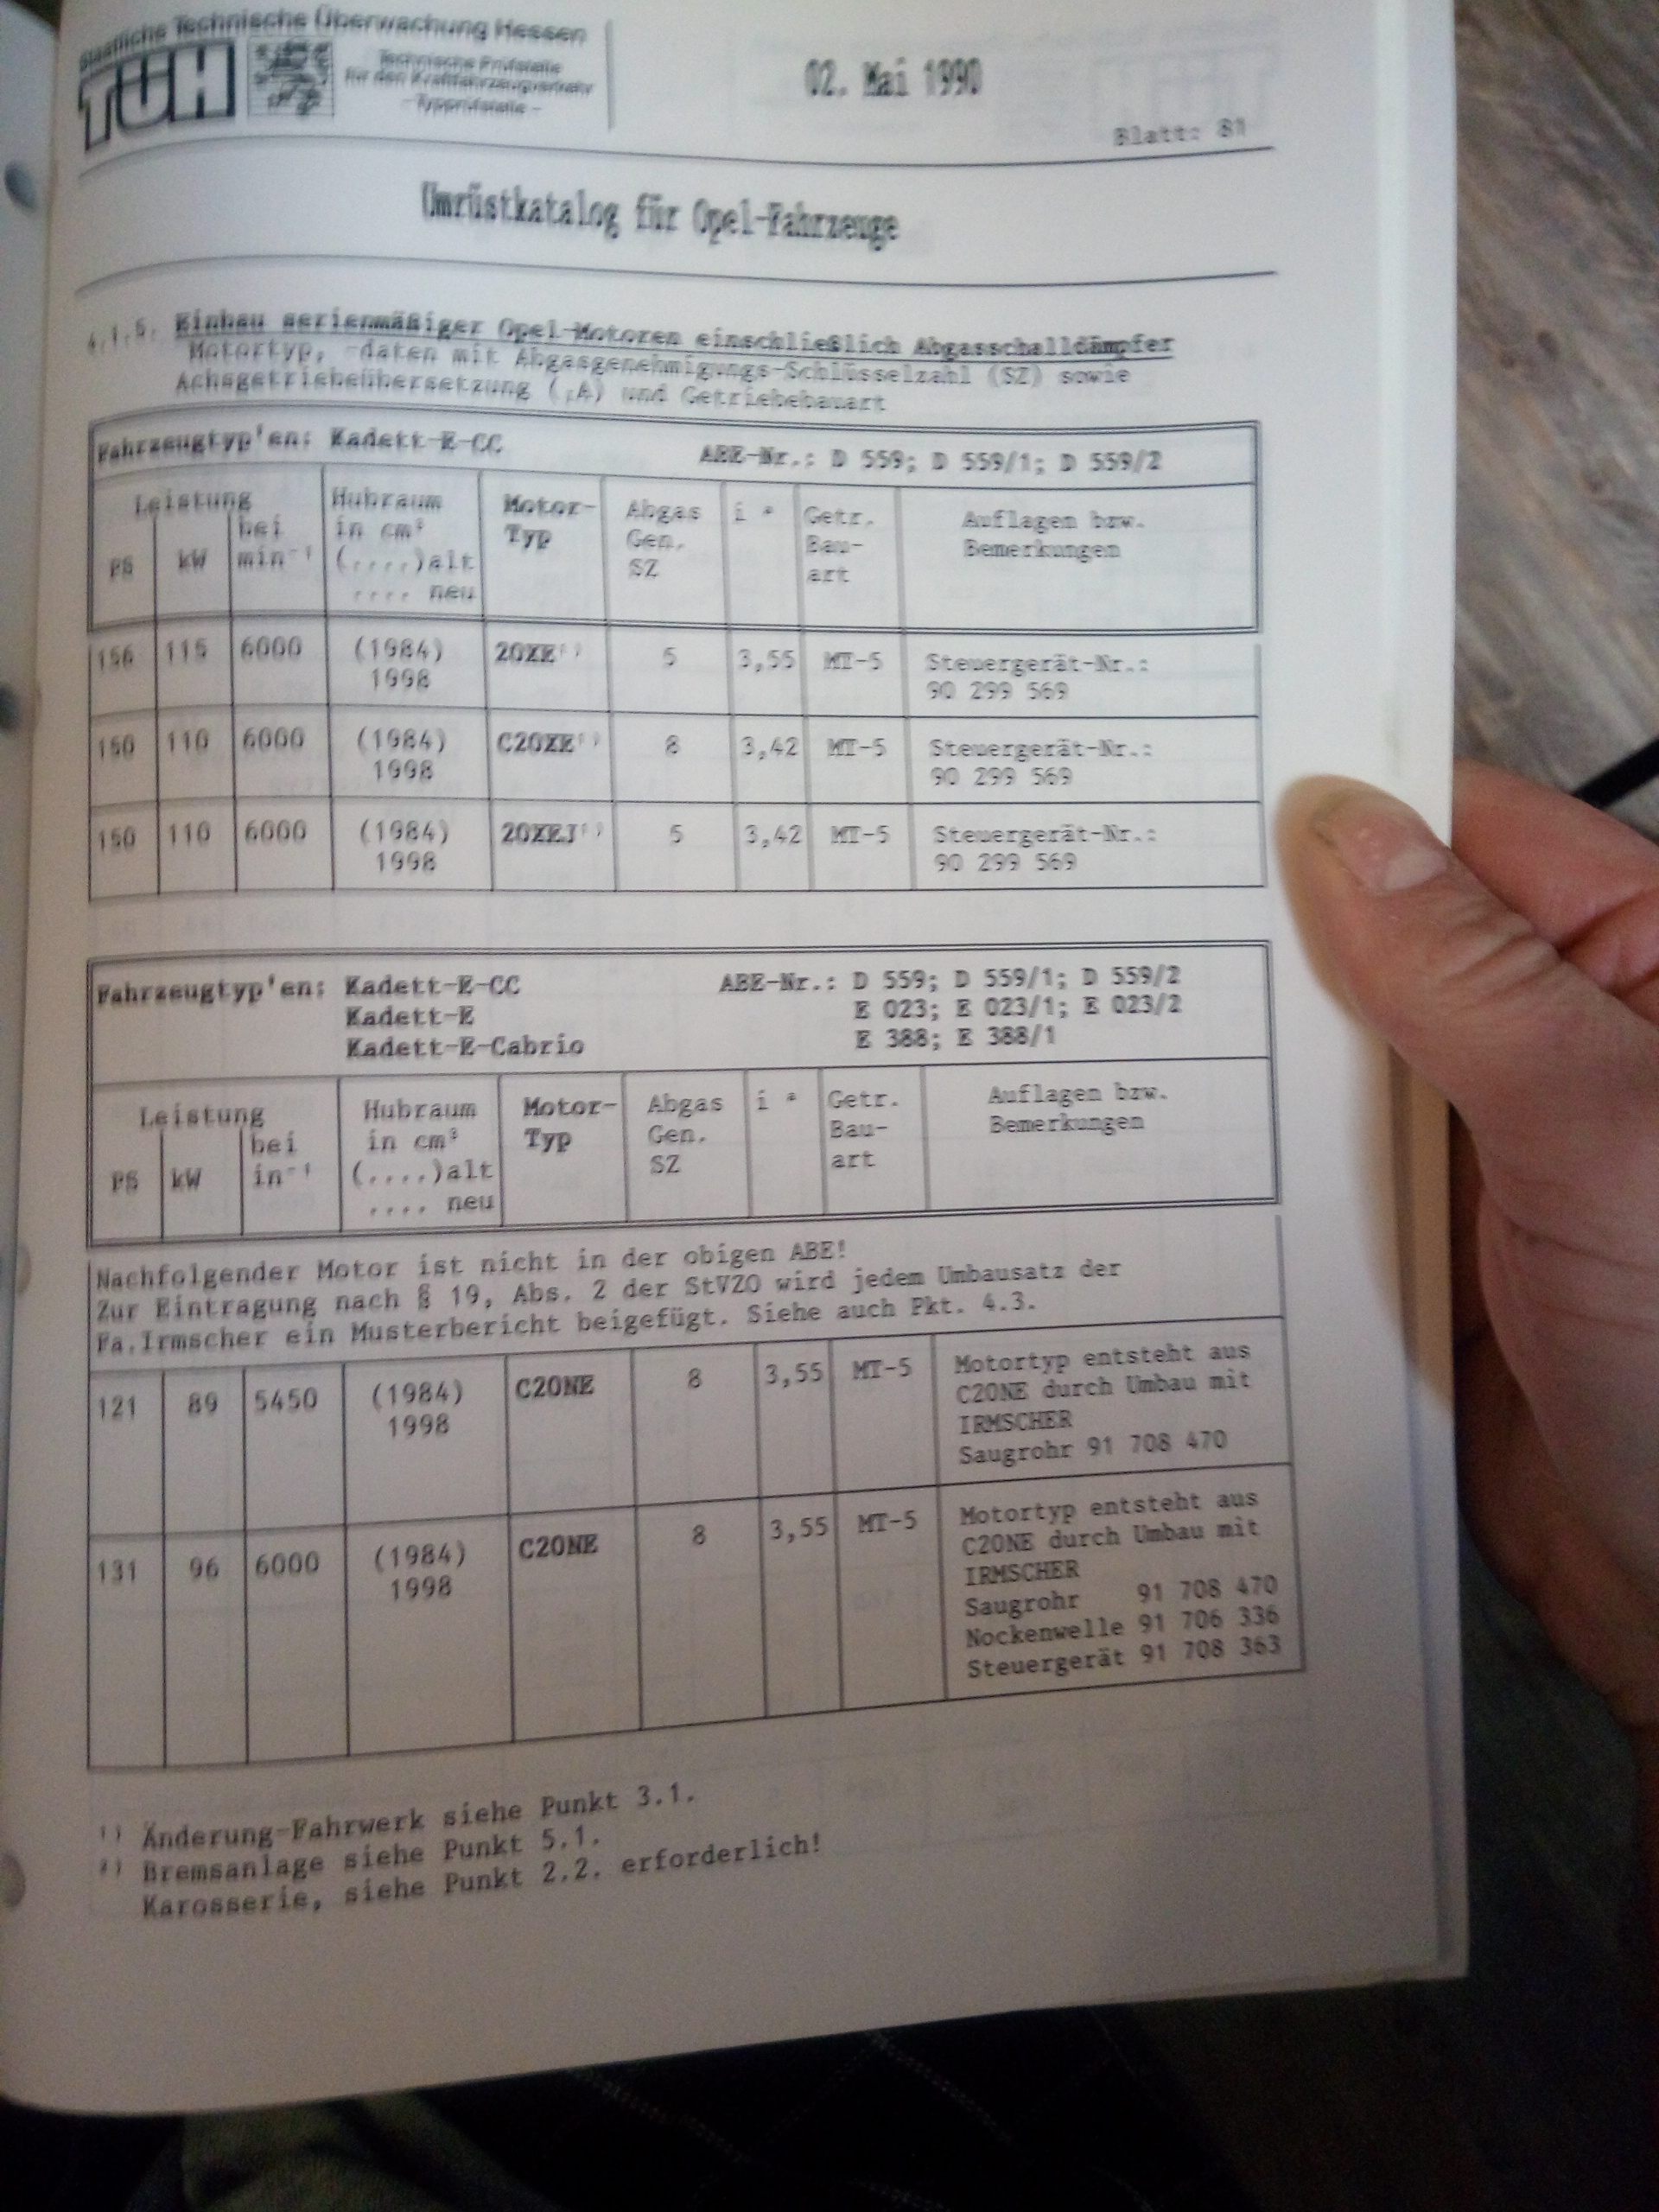 Staatliche Technische Überwachung Hessen
TÜH
Technische Prüfstelle
für den Kraftfahrzeugverkehr
- Typprüfstelle -
02. Mai 1990
Blatt: 81
Umrüstkatalog für Opel-Fahrzeuge
Einbau serienmäßiger Opel-Motoren einschließlich Abgasschalldämpfer
Motortyp, -daten mit Abgasgenehmigungs-Schlüsselzahl (SZ) sowie
Achsgetriebeübersetzung (iA) und Getriebebauart
Fahrzeugtyp'en: Kadett-E-CC ABE-Nr.: D 559; D 559/1; D 559/2
Leistung Hubraum Motor- Abgas i Getr. Auflagen bzw.
bei in cm³ Typ Gen. Bau- Bemerkungen
PS kW min⁻¹ (....)alt SZ art
.... neu
156 115 6000 (1984) 20XE 5 3,55 MT-5 Steuergerät-Nr.:
1998 90 299 569
150 110 6000 (1984) C20XE 8 3,42 MT-5 Steuergerät-Nr.:
1998 90 299 569
150 110 6000 (1984) 20XEJ 5 3,42 MT-5 Steuergerät-Nr.:
1998 90 299 569
Fahrzeugtyp'en: Kadett-E-CC ABE-Nr.: D 559; D 559/1; D 559/2
Kadett-E E 023; E 023/1; E 023/2
Kadett-E-Cabrio E 388; E 388/1
Leistung Hubraum Motor- Abgas i Getr. Auflagen bzw.
bei in cm³ Typ Gen. Bau- Bemerkungen
PS kW in⁻¹ (....)alt SZ art
.... neu
Nachfolgender Motor ist nicht in der obigen ABE!
Zur Eintragung nach § 19, Abs. 2 der StVZO wird jedem Umbausatz der
Fa.Irmscher ein Musterbericht beigefügt. Siehe auch Pkt. 4.3.
121 89 5450 (1984) C20NE 8 3,55 MT-5 Motortyp entsteht aus
1998 C20NE durch Umbau mit
IRMSCHER
Saugrohr 91 708 470
131 96 6000 (1984) C20NE 8 3,55 MT-5 Motortyp entsteht aus
1998 C20NE durch Umbau mit
IRMSCHER
Saugrohr 91 708 470
Nockenwelle 91 706 336
Steuergerät 91 708 363
¹) Änderung-Fahrwerk siehe Punkt 3.1.
²) Bremsanlage siehe Punkt 5.1.
Karosserie, siehe Punkt 2.2. erforderlich!